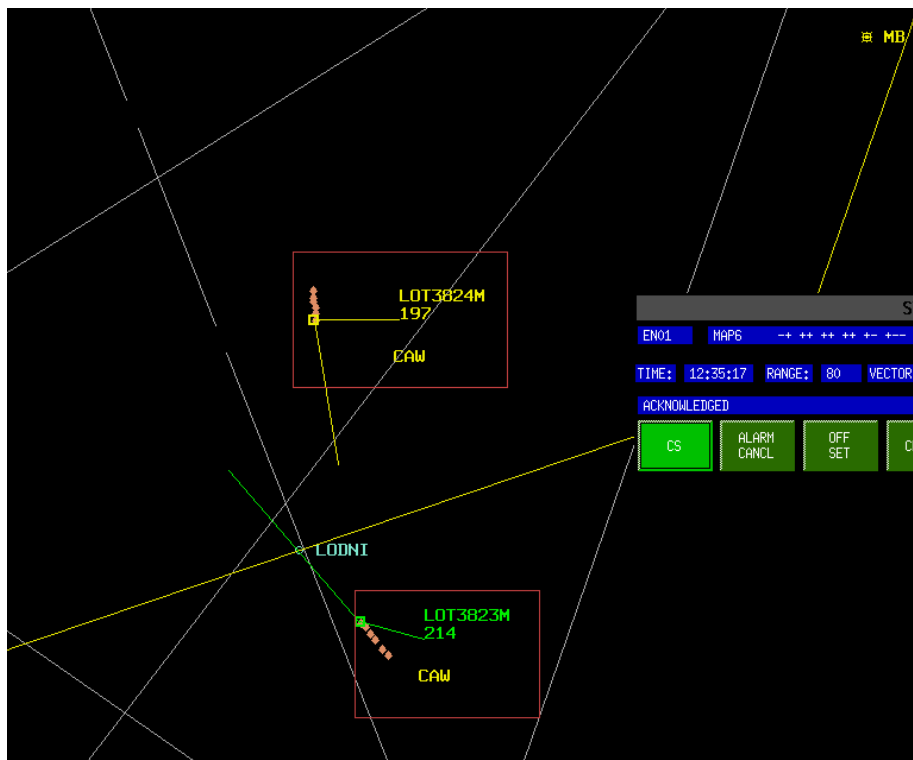 MB
LOT3824M
197
CAW
S
EN01 MAP6 -+ ++ ++ ++ +- +--
TIME: 12:35:17 RANGE: 80 VECTOR
ACKNOWLEDGED
CS
ALARM
CANCL
OFF
SET
LODNI
LOT3823M
214
CAW